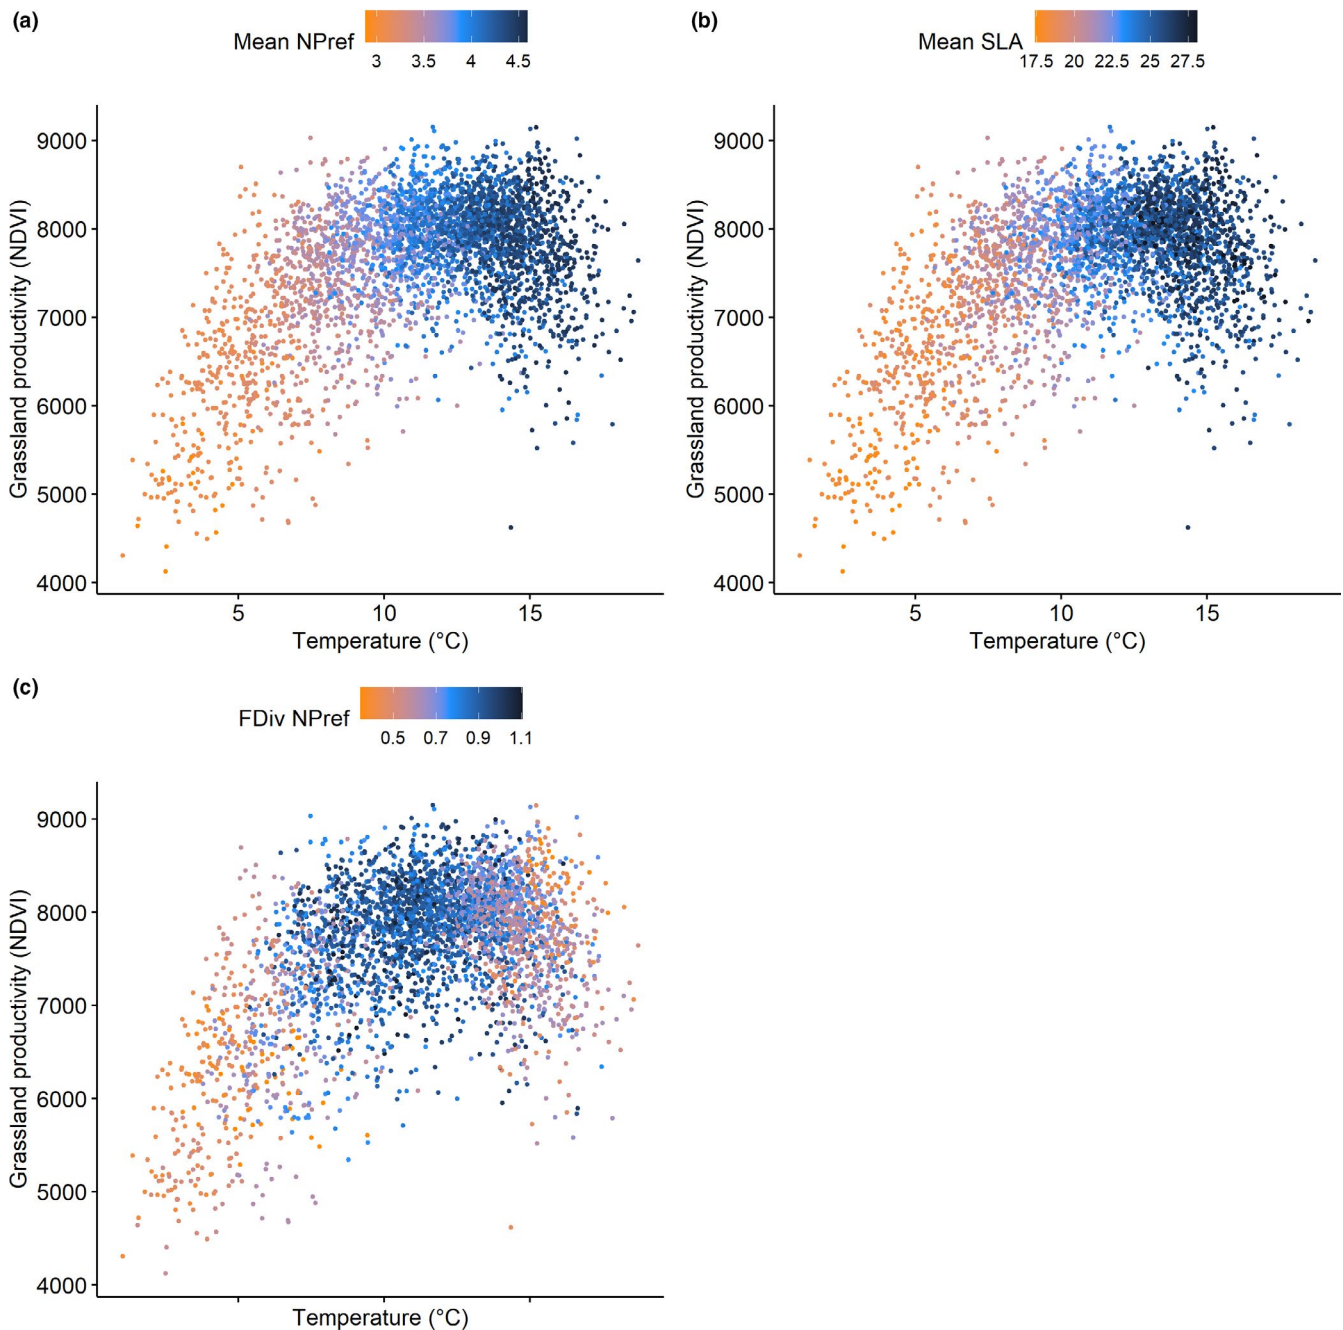 (a)
Mean NPref
3 3.5 4 4.5
Grassland productivity (NDVI)
9000
8000
7000
6000
5000
4000
5 10 15
Temperature (°C)
(b)
Mean SLA
17.5 20 22.5 25 27.5
Grassland productivity (NDVI)
9000
8000
7000
6000
5000
4000
5 10 15
Temperature (°C)
(c)
FDiv NPref
0.5 0.7 0.9 1.1
Grassland productivity (NDVI)
9000
8000
7000
6000
5000
4000
Temperature (°C)